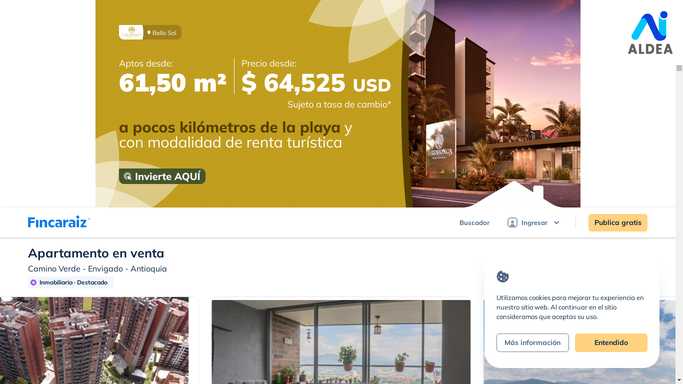 Bello Sol
Aptos desde:
61,50 m²
Precio desde:
$ 64,525 USD
Sujeto a tasa de cambio*
a pocos kilómetros de la playa y
con modalidad de renta turística
Invierte AQUÍ
ALDEA
Fincaraiz
Buscador
Ingresar
Publica gratis
Apartamento en venta
Camino Verde - Envigado - Antioquia
Inmobiliaria · Destacado
Utilizamos cookies para mejorar tu experiencia en
nuestro sitio web. Al continuar en el sitio
consideramos que aceptas su uso.
Más información
Entendido